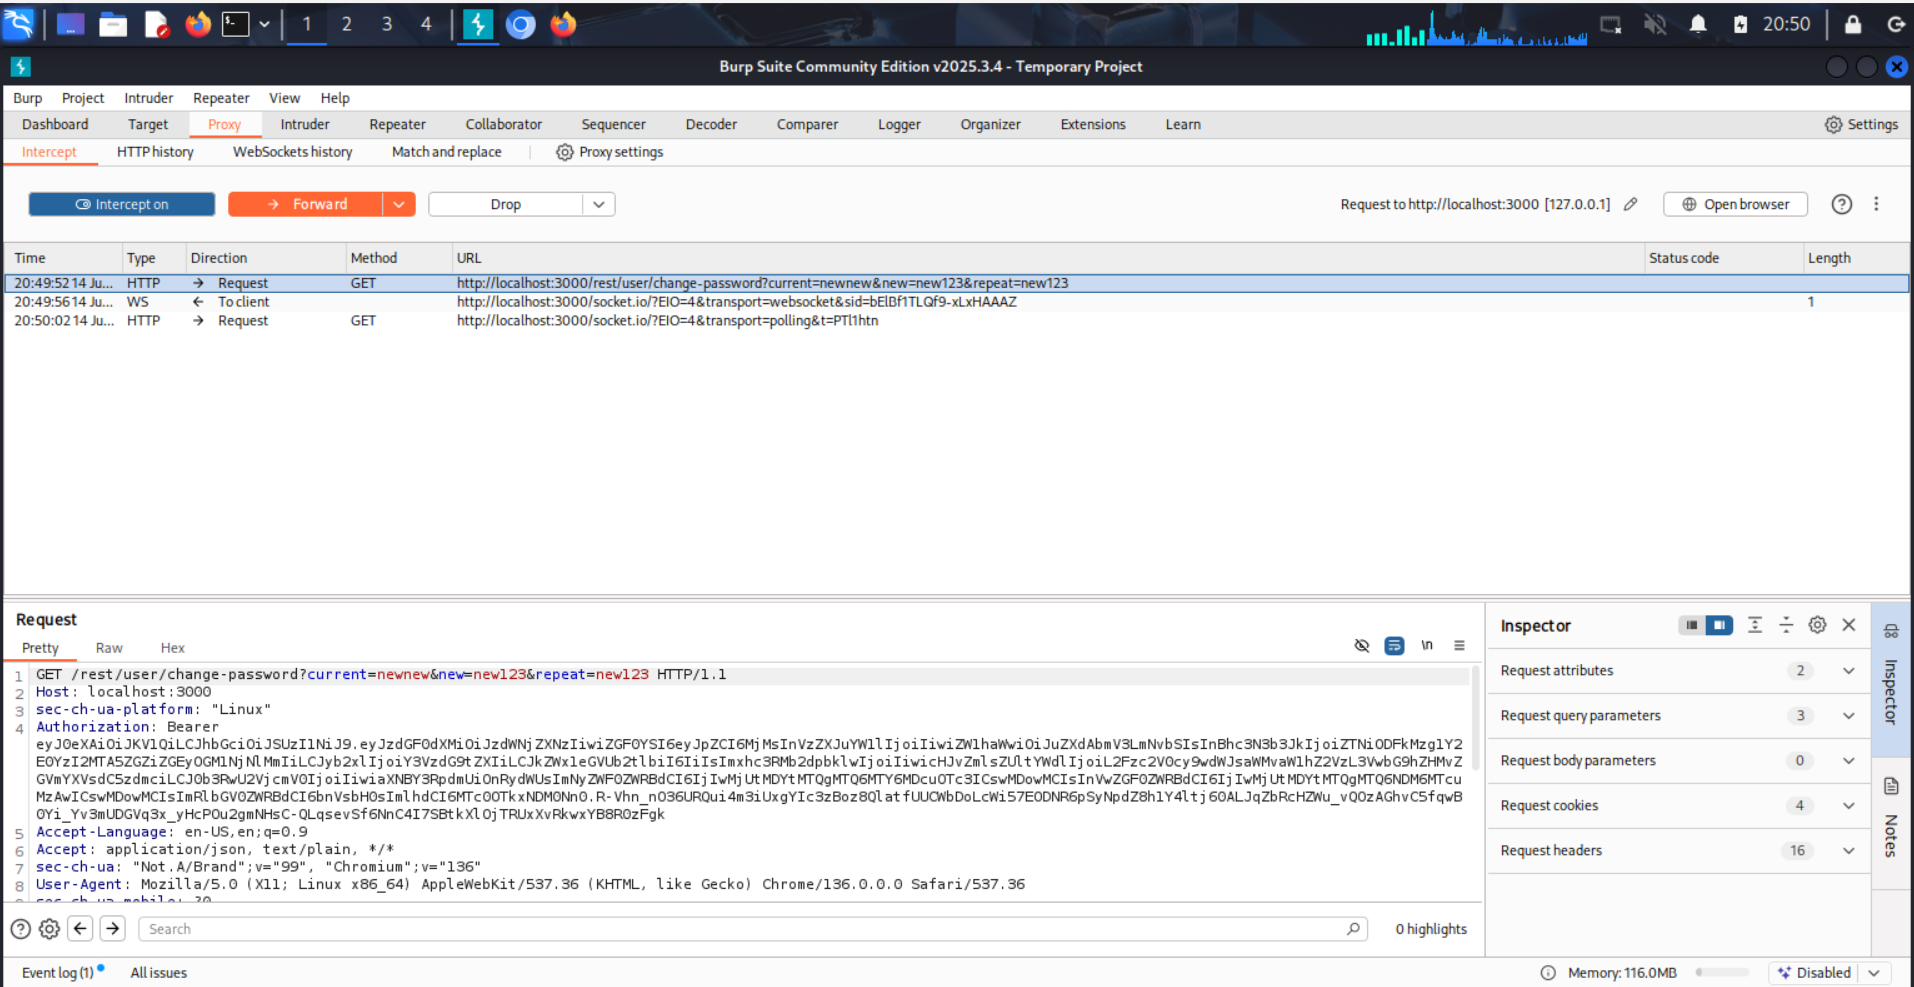 1 2 3 4 20:50
Burp Suite Community Edition v2025.3.4 - Temporary Project
Burp Project Intruder Repeater View Help
Dashboard Target Proxy Intruder Repeater Collaborator Sequencer Decoder Comparer Logger Organizer Extensions Learn Settings
Intercept HTTP history WebSockets history Match and replace Proxy settings
Intercept on Forward Drop Request to http://localhost:3000 [127.0.0.1] Open browser
Time Type Direction Method URL Status code Length
20:49:52 14 Ju... HTTP → Request GET http://localhost:3000/rest/user/change-password?current=newnew&new=new123&repeat=new123
20:49:56 14 Ju... WS ← To client http://localhost:3000/socket.io/?EIO=4&transport=websocket&sid=bElBf1TLQf9-xLxHAAAZ 1
20:50:02 14 Ju... HTTP → Request GET http://localhost:3000/socket.io/?EIO=4&transport=polling&t=PTl1htn
Request
Pretty Raw Hex \n
1 GET /rest/user/change-password?current=newnew&new=new123&repeat=new123 HTTP/1.1
2 Host: localhost:3000
3 sec-ch-ua-platform: "Linux"
4 Authorization: Bearer
5 Accept-Language: en-US,en;q=0.9
6 Accept: application/json, text/plain, */*
7 sec-ch-ua: "Not.A/Brand";v="99", "Chromium";v="136"
8 User-Agent: Mozilla/5.0 (X11; Linux x86_64) AppleWebKit/537.36 (KHTML, like Gecko) Chrome/136.0.0.0 Safari/537.36
Inspector
Request attributes 2
Request query parameters 3
Request body parameters 0
Request cookies 4
Request headers 16
Inspector
Notes
Search 0 highlights
Event log (1) All issues Memory: 116.0MB Disabled